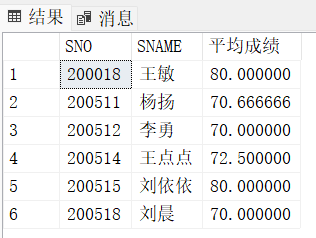 结果 消息
SNO SNAME 平均成绩
1 200018 王敏 80.000000
2 200511 杨扬 70.666666
3 200512 李勇 70.000000
4 200514 王点点 72.500000
5 200515 刘依依 80.000000
6 200518 刘晨 70.000000